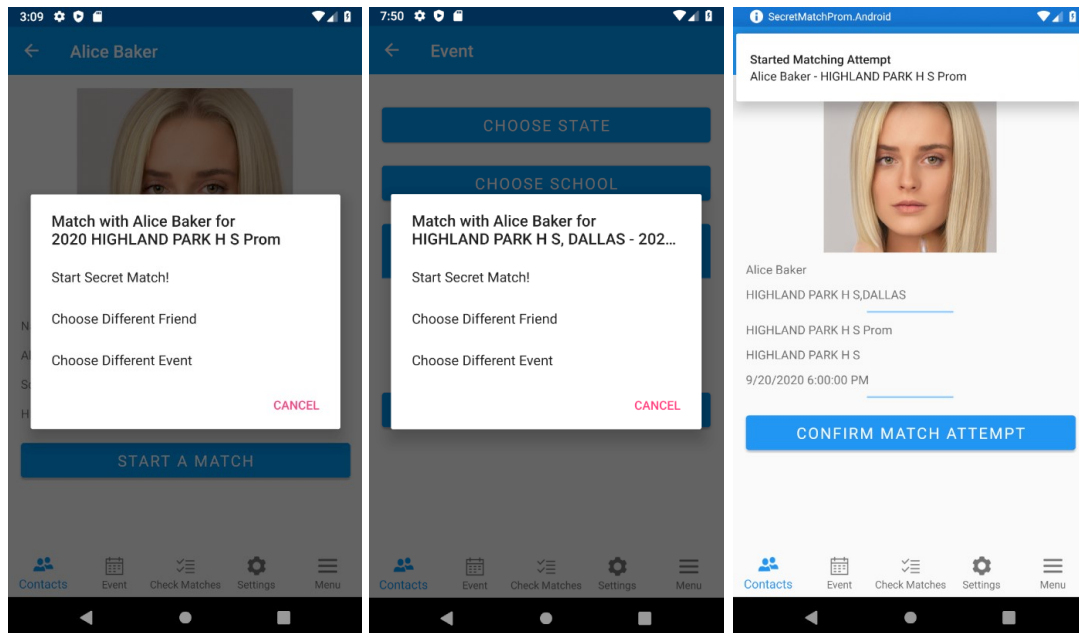 3:09
Alice Baker
Match with Alice Baker for
2020 HIGHLAND PARK H S Prom
Start Secret Match!
Choose Different Friend
Choose Different Event
CANCEL
N
Al
Sc
H
START A MATCH
Contacts
Event
Check Matches
Settings
Menu
7:50
Event
CHOOSE STATE
CHOOSE SCHOOL
Match with Alice Baker for
HIGHLAND PARK H S, DALLAS - 202...
Start Secret Match!
Choose Different Friend
Choose Different Event
CANCEL
Contacts
Event
Check Matches
Settings
Menu
SecretMatchProm.Android
Started Matching Attempt
Alice Baker - HIGHLAND PARK H S Prom
Alice Baker
HIGHLAND PARK H S,DALLAS
HIGHLAND PARK H S Prom
HIGHLAND PARK H S
9/20/2020 6:00:00 PM
CONFIRM MATCH ATTEMPT
Contacts
Event
Check Matches
Settings
Menu